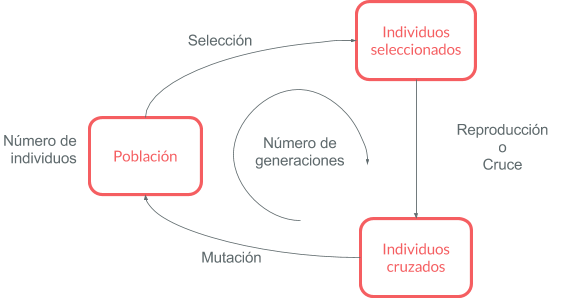 Individuos
seleccionados
Selección
Reproducción
o
Cruce
Número de
individuos
Población
Número de
generaciones
Individuos
cruzados
Mutación